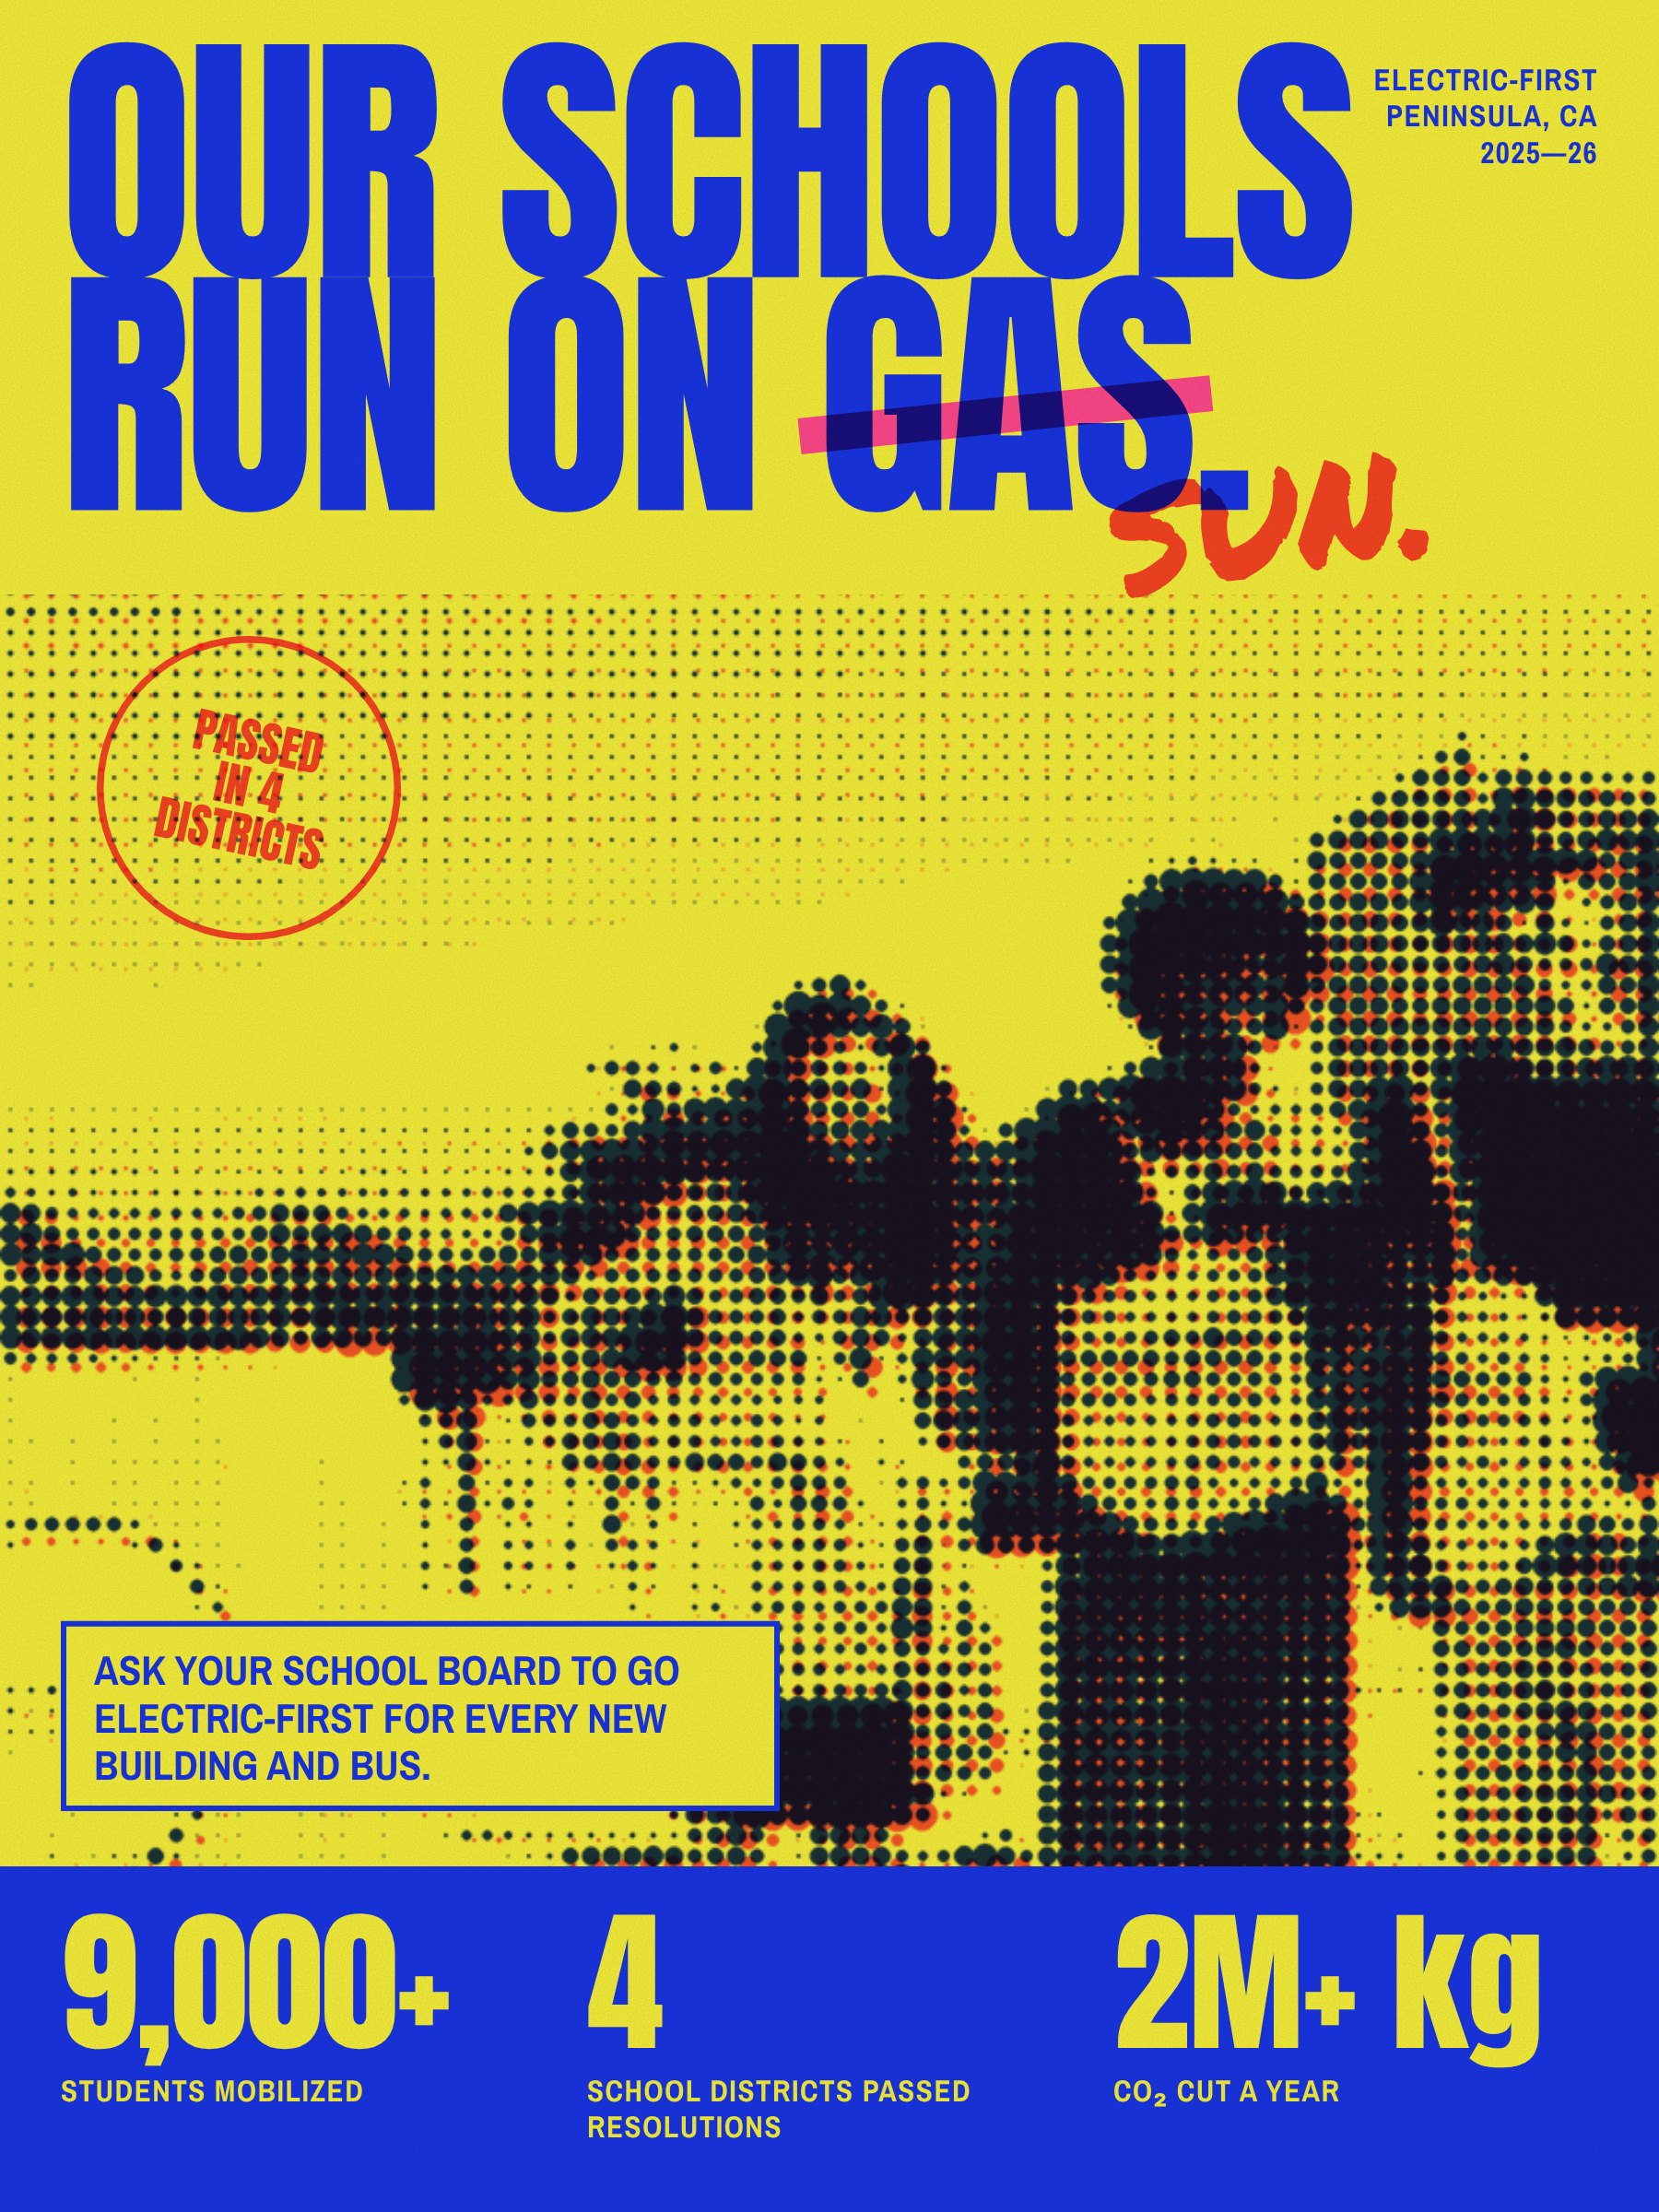 OUR SCHOOLS
RUN ON GAS.
SUN.
ELECTRIC-FIRST
PENINSULA, CA
2025—26
PASSED
IN 4
DISTRICTS
ASK YOUR SCHOOL BOARD TO GO
ELECTRIC-FIRST FOR EVERY NEW
BUILDING AND BUS.
9,000+
STUDENTS MOBILIZED
4
SCHOOL DISTRICTS PASSED
RESOLUTIONS
2M+ kg
CO₂ CUT A YEAR